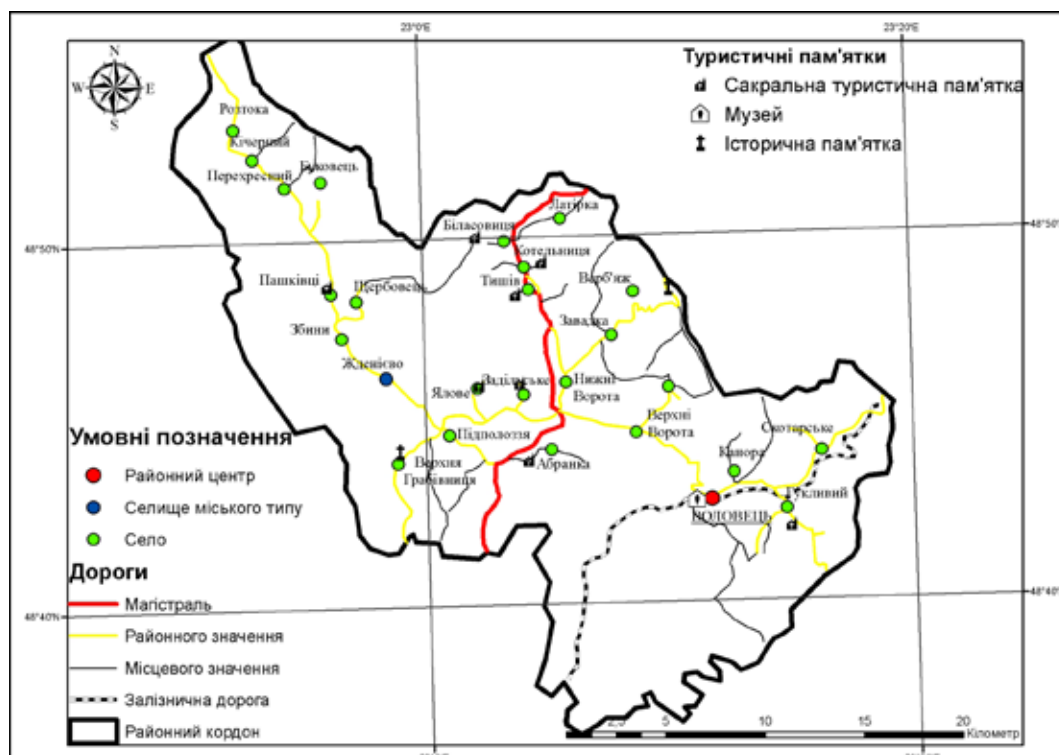 23°0'E
23°20'E
N
W E
S
Туристичні пам'ятки
Сакральна туристична пам'ятка
Музей
Історична пам'ятка
Розтока
Кічерний
Перехресний
Буковець
Латірка
Біласовиця
Котельниця
48°50'N
48°50'N
Пашківці
Щербовець
Тишів
Верб'яж
Збини
Завадка
Жденієво
Ялове
Задільське
Нижні
Ворота
Верхні
Ворота
Скотарське
Підполоззя
Канора
Верхня
Грабівниця
Абранка
Гукливий
ВОЛОВЕЦЬ
Умовні позначення
Районний центр
Селище міського типу
Село
Дороги
Магістраль
Районного значення
Місцевого значення
Залізнична дорога
Районний кордон
48°40'N
48°40'N
2,5 5 10 15 20
Кілометр